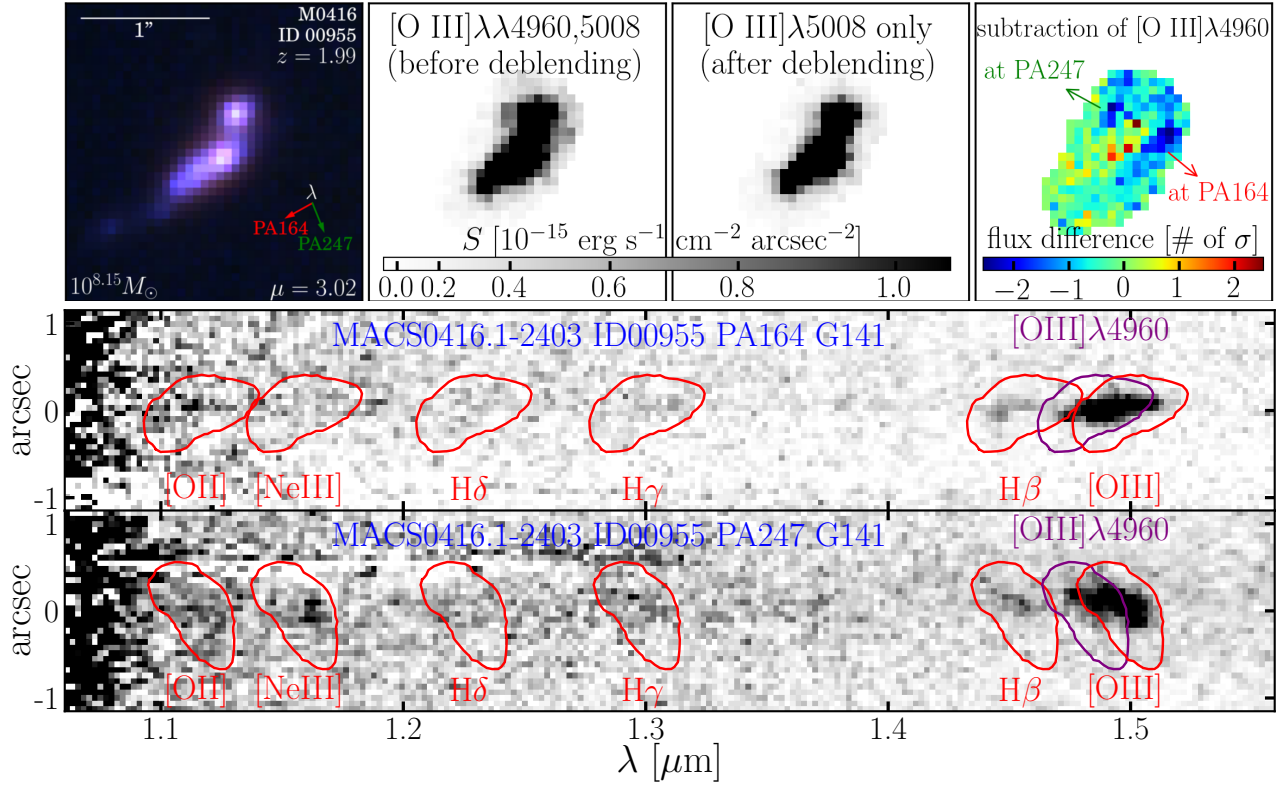 M0416
1” ID 00955
z = 1.99
λ
PA164
PA247
10^8.15 M⊙ μ = 3.02
[O III]λλ4960,5008
(before deblending)
[O III]λ5008 only
(after deblending)
S [10^−15 erg s^−1 cm^−2 arcsec^−2]
0.0 0.2 0.4 0.6 0.8 1.0
subtraction of [O III]λ4960
at PA247
at PA164
flux difference [# of σ]
−2 −1 0 1 2
MACS0416.1-2403 ID00955 PA164 G141 [OIII]λ4960
1
0
-1
arcsec
[OII] [NeIII] Hδ Hγ Hβ [OIII]
MACS0416.1-2403 ID00955 PA247 G141 [OIII]λ4960
1
0
-1
arcsec
[OII] [NeIII] Hδ Hγ Hβ [OIII]
1.1 1.2 1.3 1.4 1.5
λ [μm]